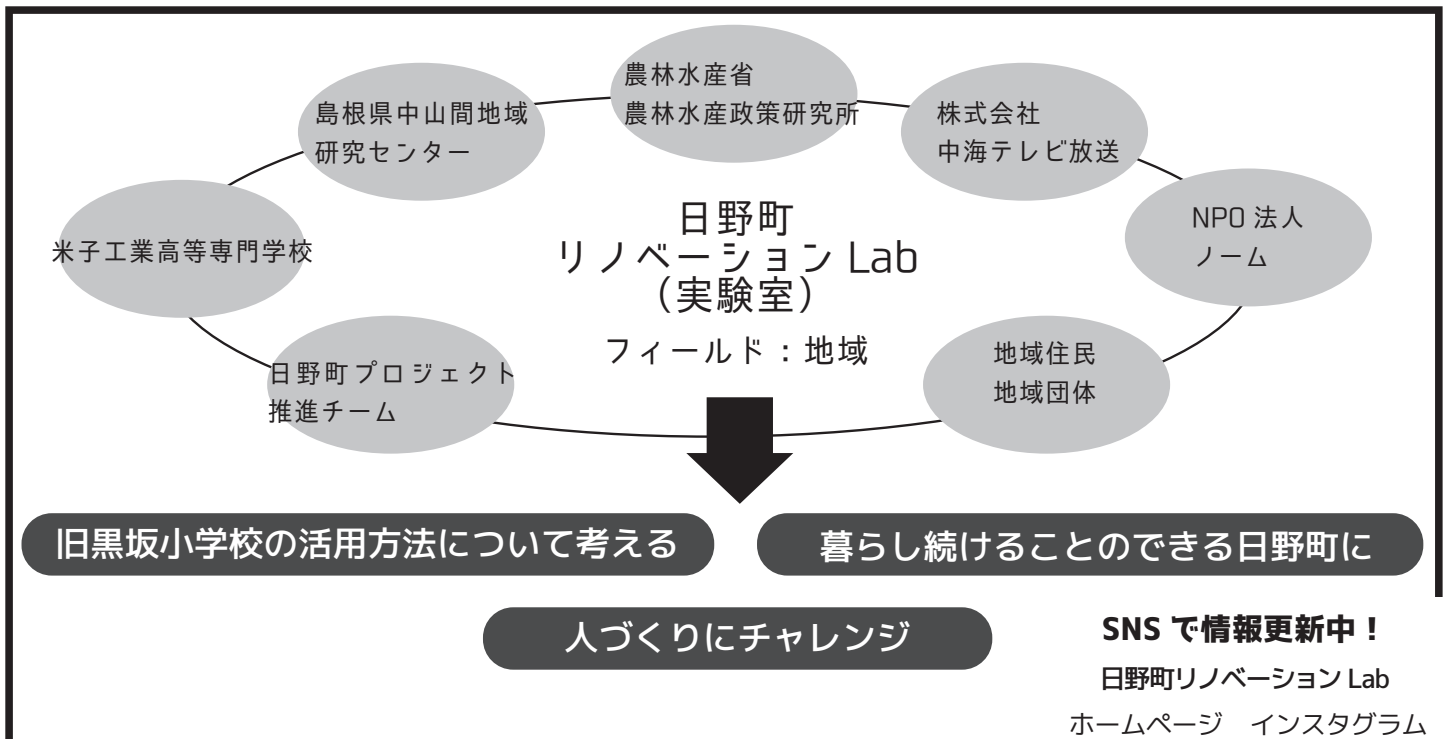 農林水産省
農林水産政策研究所
島根県中山間地域
研究センター
株式会社
中海テレビ放送
米子工業高等専門学校
NPO 法人
ノーム
日野町
リノベーション Lab
（実験室）
フィールド：地域
日野町プロジェクト
推進チーム
地域住民
地域団体
旧黒坂小学校の活用方法について考える
暮らし続けることのできる日野町に
人づくりにチャレンジ
SNS で情報更新中！
日野町リノベーション Lab
ホームページ　インスタグラム